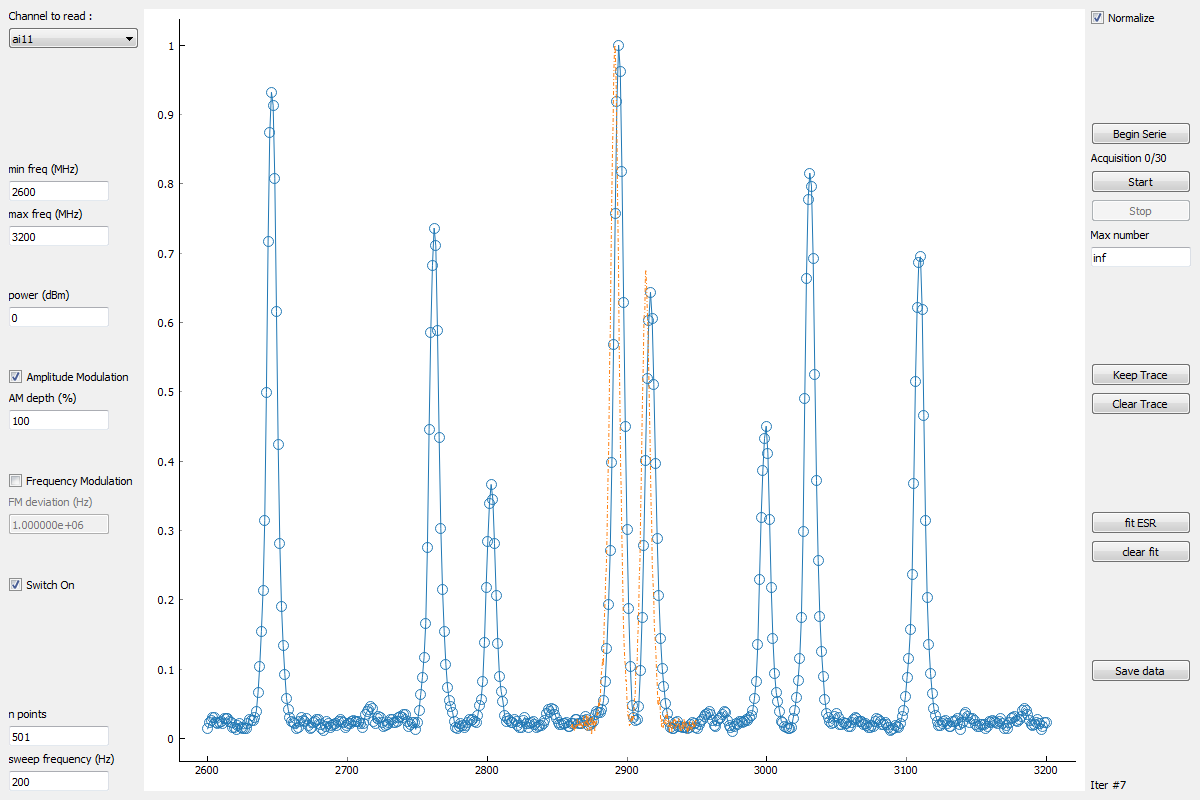 Channel to read :
ai11
min freq (MHz)
2600
max freq (MHz)
3200
power (dBm)
0
Amplitude Modulation
AM depth (%)
100
Frequency Modulation
FM deviation (Hz)
1.000000e+06
Switch On
n points
501
sweep frequency (Hz)
200
1
0.9
0.8
0.7
0.6
0.5
0.4
0.3
0.2
0.1
0
2600 2700 2800 2900 3000 3100 3200
Normalize
Begin Serie
Acquisition 0/30
Start
Stop
Max number
inf
Keep Trace
Clear Trace
fit ESR
clear fit
Save data
Iter #7